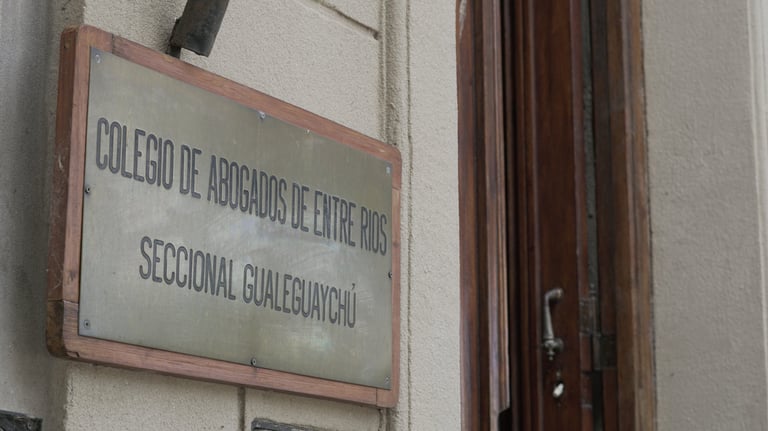 COLEGIO DE ABOGADOS DE ENTRE RIOS
SECCIONAL GUALEGUAYCHÚ